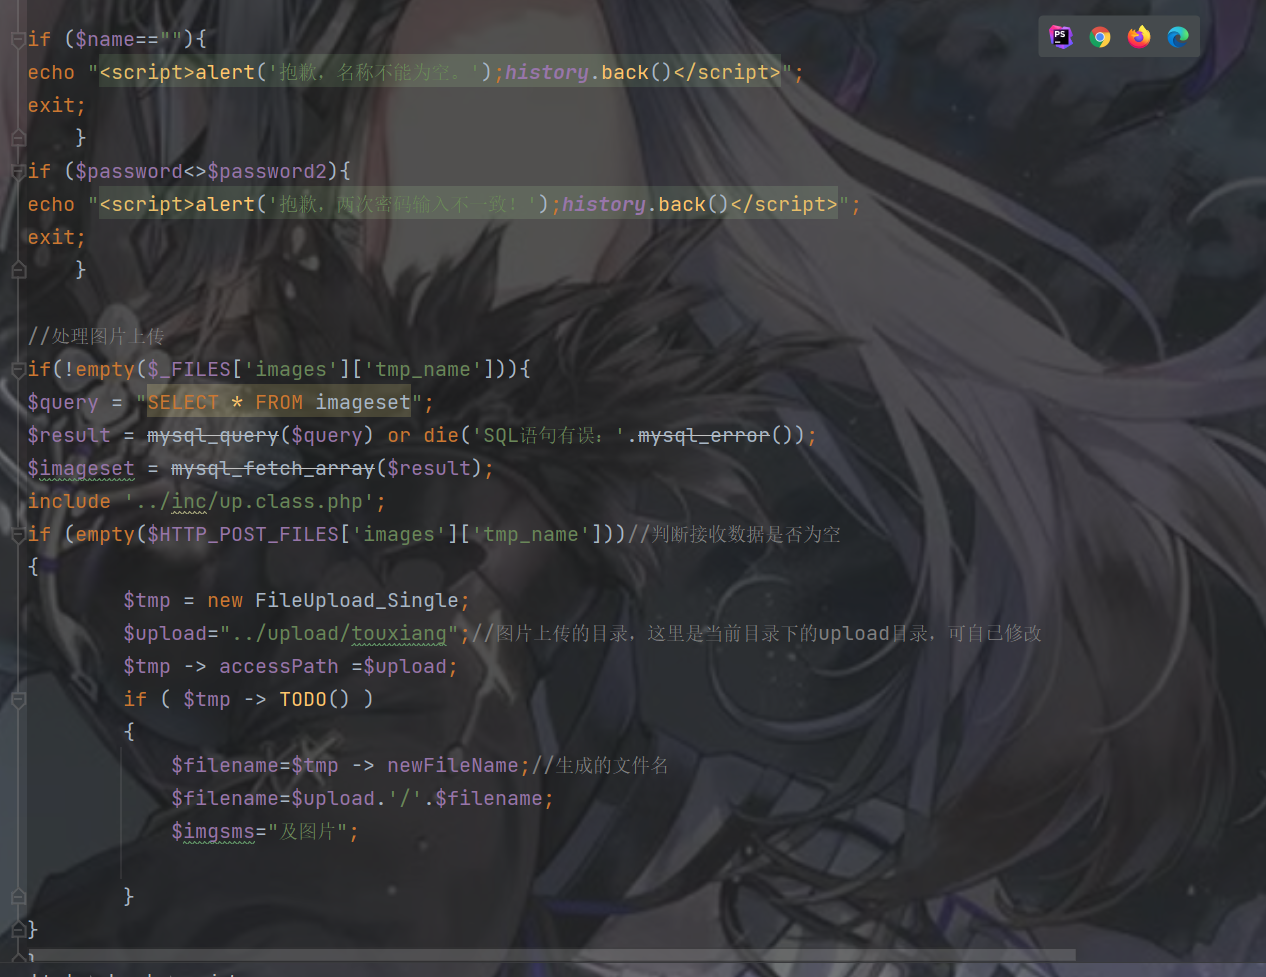 if ($name==""){
echo "<script>alert('抱歉，名称不能为空。');history.back()</script>";
exit;
}
if ($password<>$password2){
echo "<script>alert('抱歉，两次密码输入不一致！');history.back()</script>";
exit;
}
//处理图片上传
if(!empty($_FILES['images']['tmp_name'])){
$query = "SELECT * FROM imageset";
$result = mysql_query($query) or die('SQL语句有误：'.mysql_error());
$imageset = mysql_fetch_array($result);
include '../inc/up.class.php';
if (empty($HTTP_POST_FILES['images']['tmp_name']))//判断接收数据是否为空
{
$tmp = new FileUpload_Single;
$upload="../upload/touxiang";//图片上传的目录，这里是当前目录下的upload目录，可自己修改
$tmp -> accessPath =$upload;
if ( $tmp -> TODO() )
{
$filename=$tmp -> newFileName;//生成的文件名
$filename=$upload.'/'.$filename;
$imgsms="及图片";
}
}
}
PS